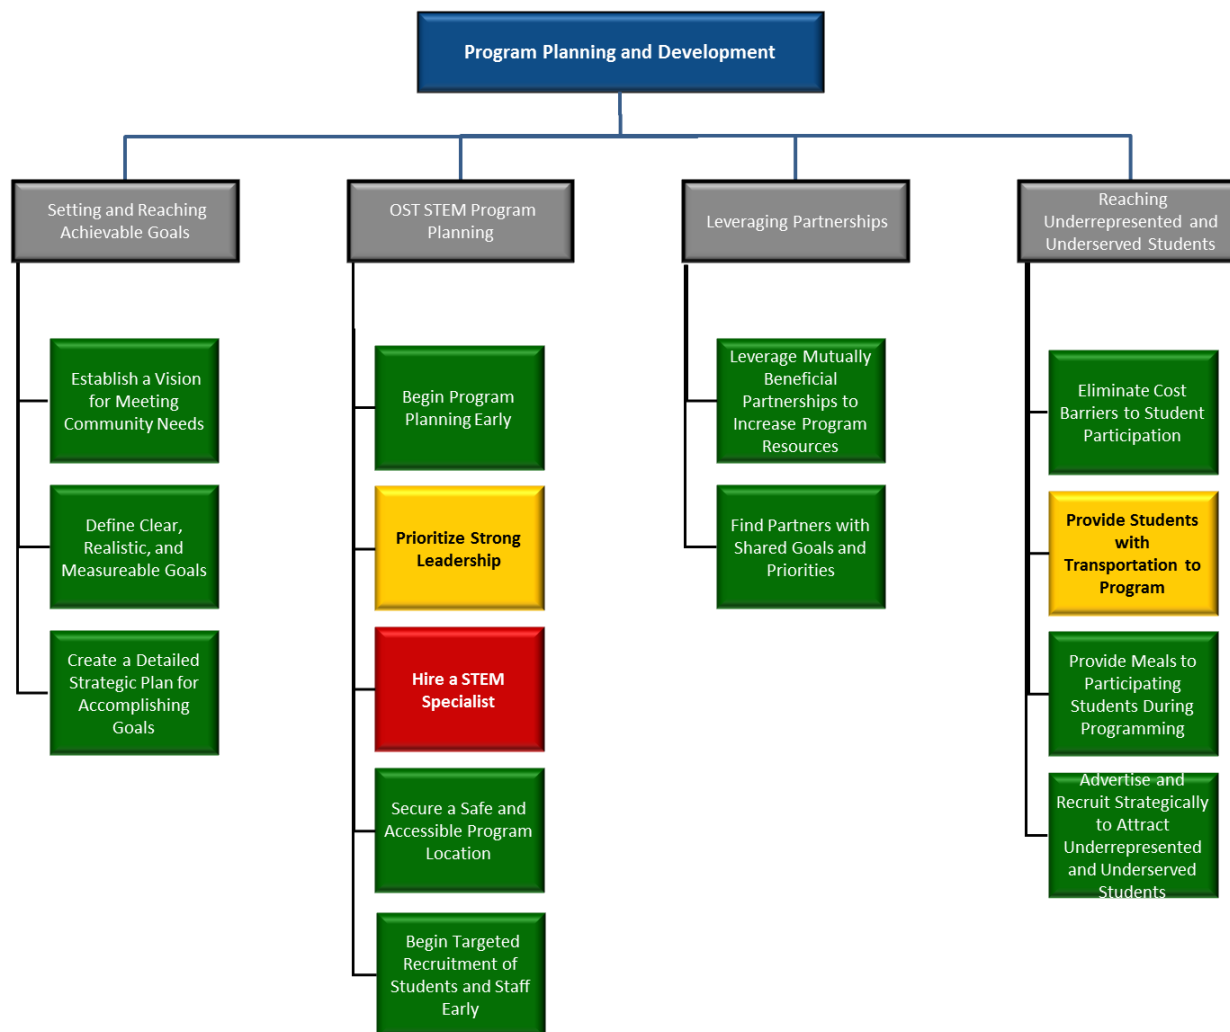 Program Planning and Development
Setting and Reaching
Achievable Goals
OST STEM Program
Planning
Leveraging Partnerships
Reaching
Underrepresented and
Underserved Students
Establish a Vision
for Meeting
Community Needs
Define Clear,
Realistic, and
Measureable Goals
Create a Detailed
Strategic Plan for
Accomplishing
Goals
Begin Program
Planning Early
Prioritize Strong
Leadership
Hire a STEM
Specialist
Secure a Safe and
Accessible Program
Location
Begin Targeted
Recruitment of
Students and Staff
Early
Leverage Mutually
Beneficial
Partnerships to
Increase Program
Resources
Find Partners with
Shared Goals and
Priorities
Eliminate Cost
Barriers to Student
Participation
Provide Students
with
Transportation to
Program
Provide Meals to
Participating
Students During
Programming
Advertise and
Recruit Strategically
to Attract
Underrepresented
and Underserved
Students